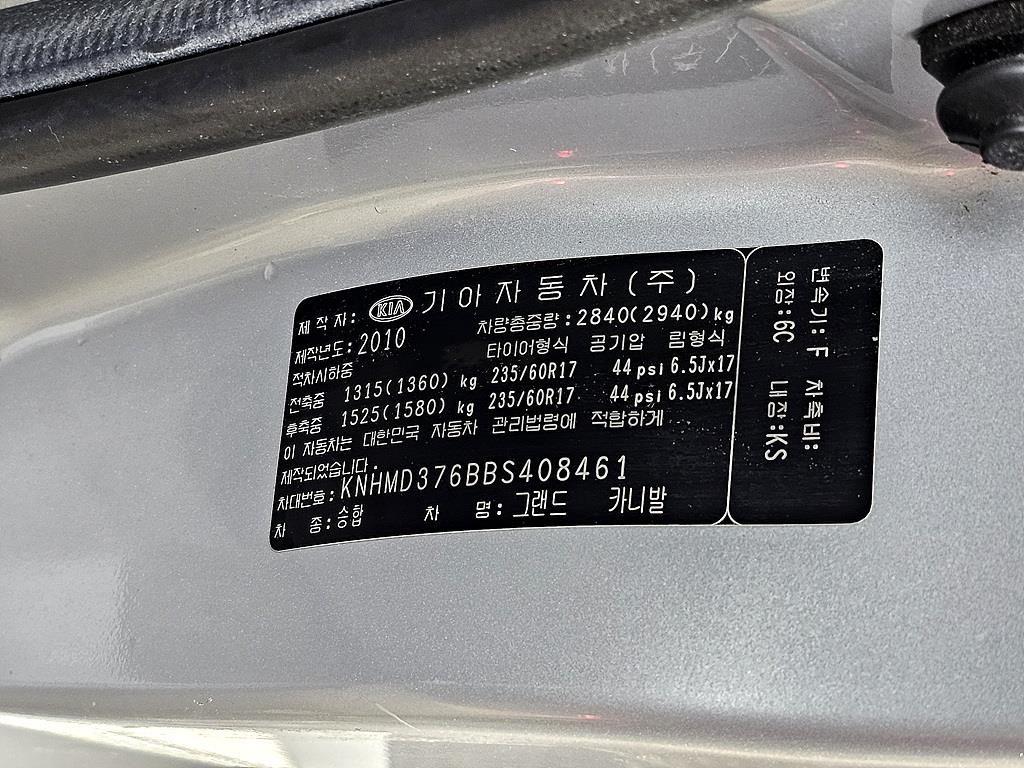 제작자: KIA 기아자동차(주)
제작년도: 2010 차량총중량: 2840(2940)kg
적차시하중 타이어형식 공기압 림형식
전축중 1315(1360) kg 235/60R17 44psi 6.5Jx17
후축중 1525(1580) kg 235/60R17 44psi 6.5Jx17
이 자동차는 대한민국 자동차 관리법령에 적합하게
제작되었습니다.
차대번호: KNHMD376BBS408461
차 종: 승합 차 명: 그랜드 카니발
변속기: F 차축비:
외장: 6C 내장: KS